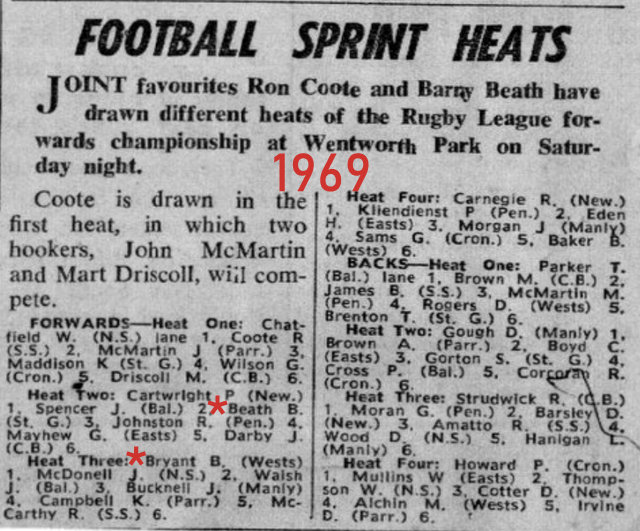 FOOTBALL SPRINT HEATS
JOINT favourites Ron Coote and Barry Beath have
drawn different heats of the Rugby League for-
wards championship at Wentworth Park on Satur-
day night.
1969
Coote is drawn in the
first heat, in which two
hookers, John McMartin
and Mart Driscoll, will com-
pete.
FORWARDS—Heat One: Chat-
field W. (N.S.) lane 1, Coote R
(S.S.) 2, McMartin J (Parr.) 3,
Maddison K (St. G.) 4, Wilson G.
(Cron.) 5, Driscoll M. (C.B.) 6.
Heat Two: Cartwright P (New.)
1, Spencer J. (Bal.) 2*Beath B.
(St. G.) 3, Johnston R. (Pen.) 4,
Mayhew G. (Easts) 5, Darby J.
(C.B.) 6.
Heat Three:*Bryant B. (Wests)
1, McDonell J. (N.S.) 2, Walsh
J. (Bal.) 3, Bucknell J. (Manly)
4, Campbell K. (Parr.) 5, Mc-
Carthy R. (S.S.) 6.
Heat Four: Carnegie R. (New.)
1, Kliendienst P (Pen.) 2, Eden
H. (Easts) 3, Morgan J (Manly)
4, Sams G. (Cron.) 5, Baker B.
(Wests) 6.
BACKS—Heat One: Parker T.
(Bal.) lane 1, Brown M. (C.B.) 2,
James B. (S.S.) 3, McMartin M.
(Pen.) 4, Rogers D. (Wests) 5,
Brenton T. (St. G.) 6.
Heat Two: Gough D. (Manly) 1,
Brown A. (Parr.) 2, Boyd C.
(Easts) 3, Gorton S. (St. G.) 4,
Cross P. (Bal.) 5, Corcoran R.
(Cron.) 6.
Heat Three: Strudwick R. (C.B.)
1, Moran G. (Pen.) 2, Barsley D.
(New.) 3, Amatto R. (S.S.) 4,
Wood D. (N.S.) 5, Hanigan L.
(Manly) 6.
Heat Four: Howard P. (Cron.)
1, Mullins W (Easts) 2, Thomp-
son W. (N.S.) 3, Cotter D. (New.)
4, Alchin M. (Wests) 5, Irvine
D. (Parr.) 6.